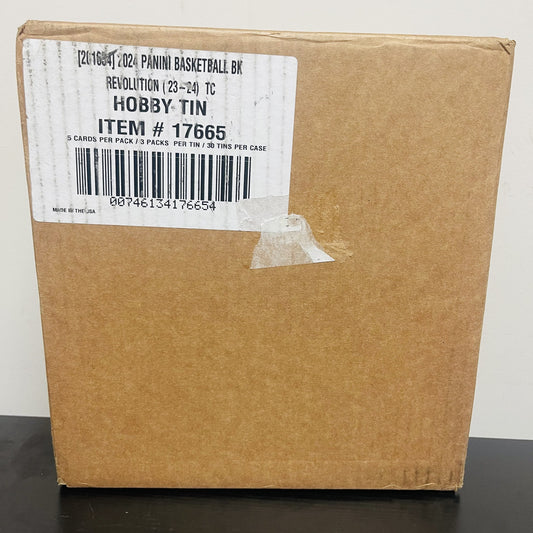 [201634] 2024 PANINI BASKETBALL BK
REVOLUTION ( 23-24) TC
HOBBY TIN
ITEM # 17665
5 CARDS PER PACK / 3 PACKS PER TIN / 30 TINS PER CASE
00746134176654
MADE IN THE USA